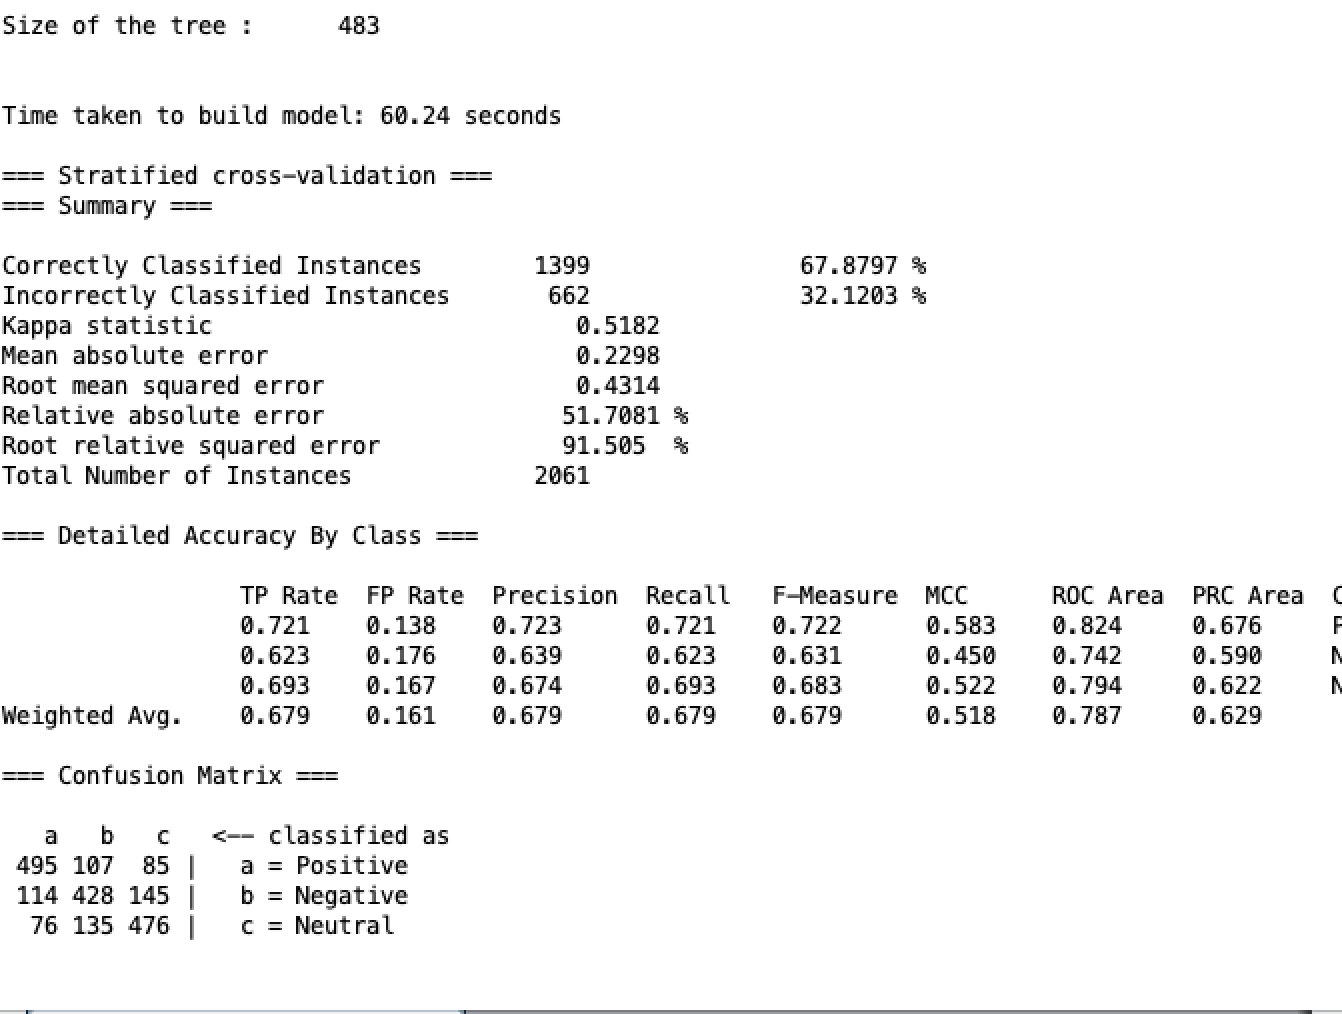 Size of the tree :      483
Time taken to build model: 60.24 seconds
=== Stratified cross-validation ===
=== Summary ===
Correctly Classified Instances        1399               67.8797 %
Incorrectly Classified Instances       662               32.1203 %
Kappa statistic                          0.5182
Mean absolute error                      0.2298
Root mean squared error                  0.4314
Relative absolute error                 51.7081 %
Root relative squared error             91.505  %
Total Number of Instances             2061
=== Detailed Accuracy By Class ===
                 TP Rate  FP Rate  Precision  Recall   F-Measure  MCC      ROC Area  PRC Area
                 0.721    0.138    0.723      0.721    0.722      0.583    0.824     0.676
                 0.623    0.176    0.639      0.623    0.631      0.450    0.742     0.590
                 0.693    0.167    0.674      0.693    0.683      0.522    0.794     0.622
Weighted Avg.    0.679    0.161    0.679      0.679    0.679      0.518    0.787     0.629
=== Confusion Matrix ===
   a   b   c   <-- classified as
 495 107  85 |   a = Positive
 114 428 145 |   b = Negative
  76 135 476 |   c = Neutral